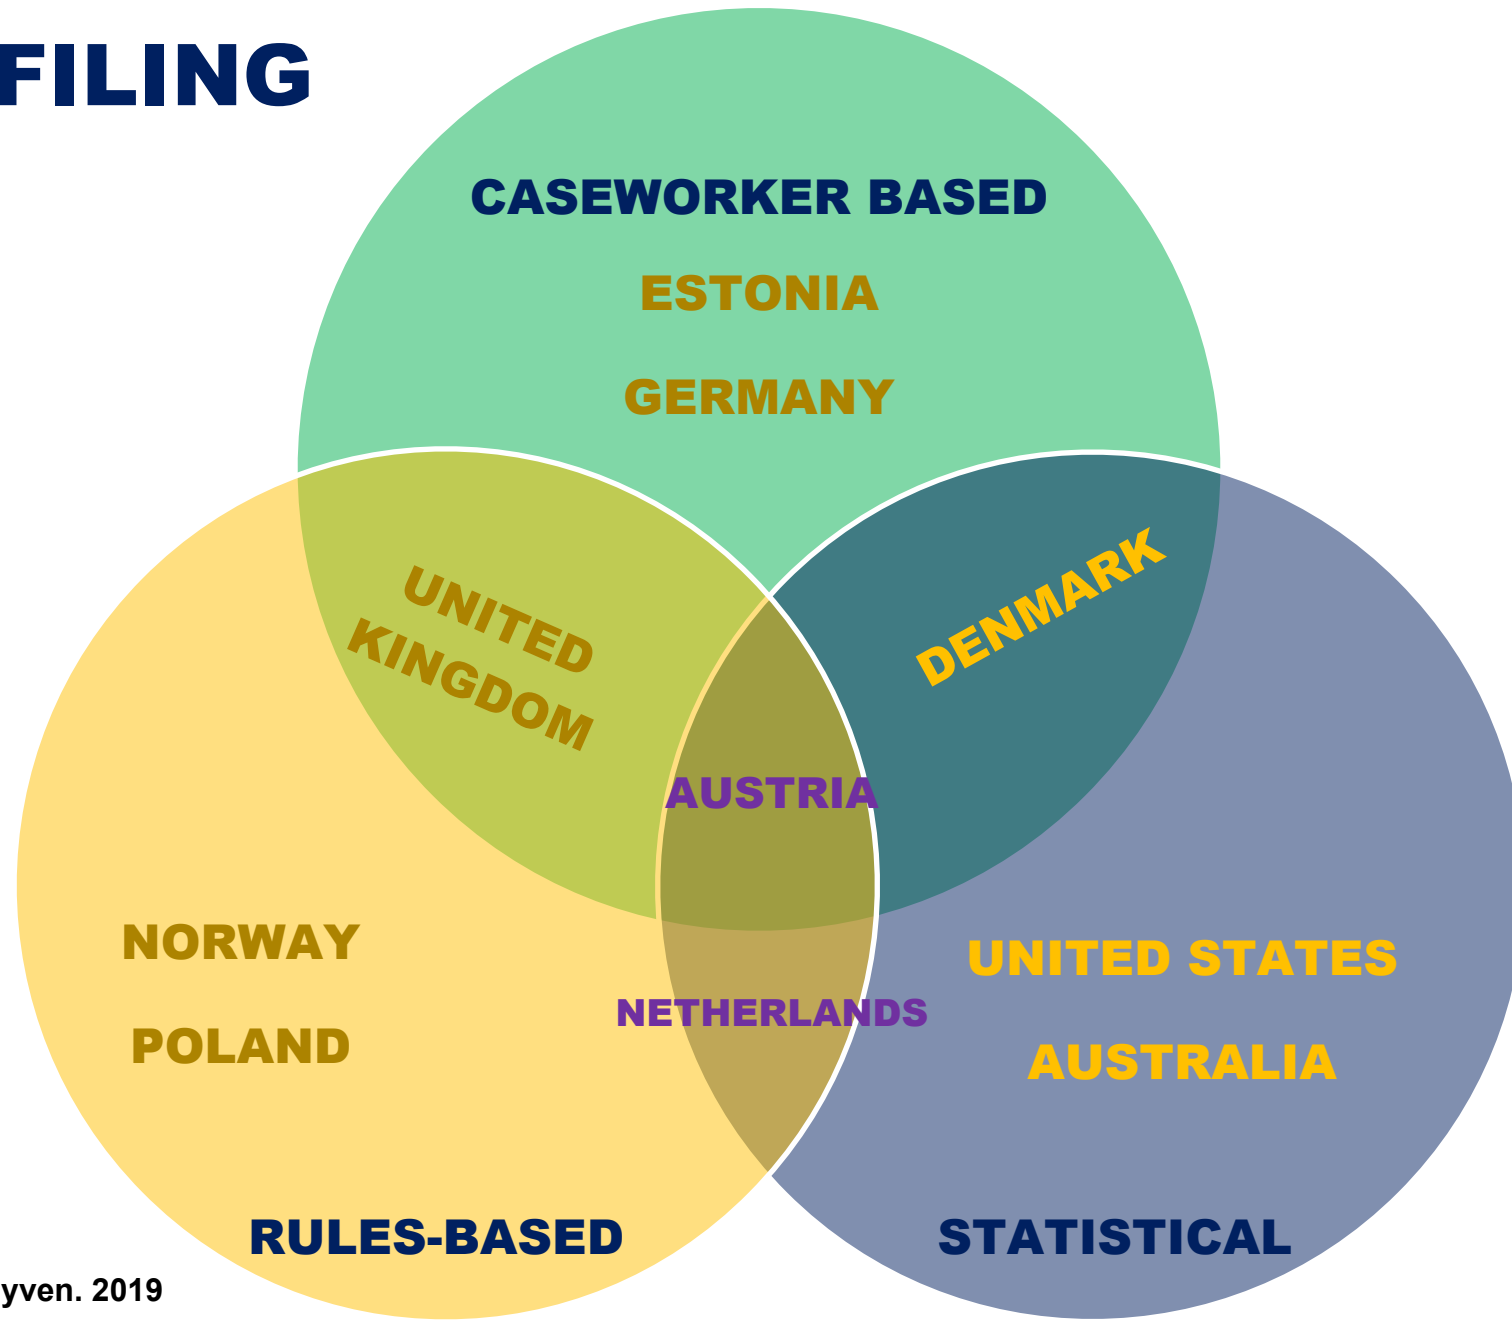 FILING
CASEWORKER BASED
ESTONIA
GERMANY
UNITED
KINGDOM
DENMARK
AUSTRIA
NORWAY
POLAND
NETHERLANDS
UNITED STATES
AUSTRALIA
RULES-BASED
STATISTICAL
yven. 2019